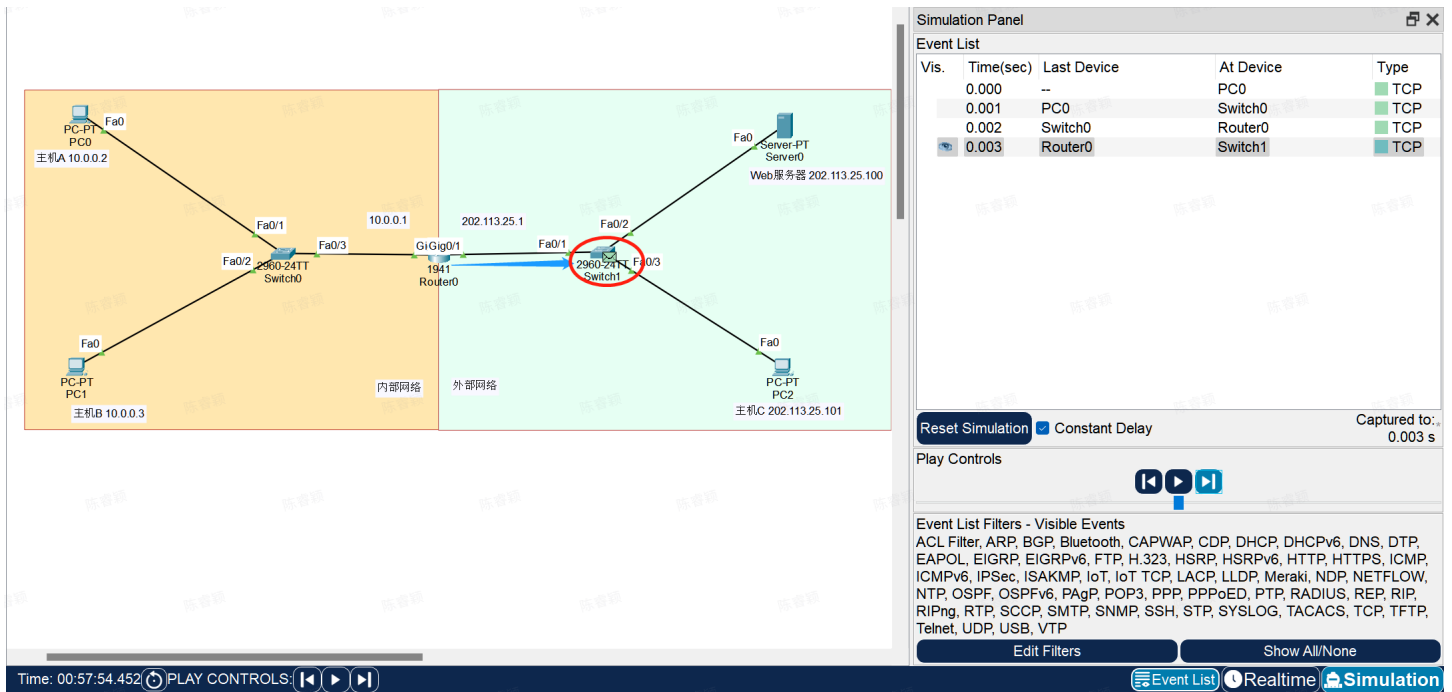 Fa0
PC-PT
PC0
主机A 10.0.0.2
Fa0/1
Fa0/2
2960-24TT
Switch0
Fa0/3
10.0.0.1
202.113.25.1
GiGig0/1
1941
Router0
Fa0/1
Fa0/2
2960-24TT
Switch1
Fa0/3
Fa0
Server-PT
Server0
Web服务器 202.113.25.100
Fa0
PC-PT
PC1
主机B 10.0.0.3
内部网络
外部网络
Fa0
PC-PT
PC2
主机C 202.113.25.101
陈睿颖
Simulation Panel
Event List
Vis. Time(sec) Last Device At Device Type
0.000 -- PC0 TCP
0.001 PC0 Switch0 TCP
0.002 Switch0 Router0 TCP
0.003 Router0 Switch1 TCP
Reset Simulation Constant Delay
Captured to:*
0.003 s
Play Controls
Event List Filters - Visible Events
ACL Filter, ARP, BGP, Bluetooth, CAPWAP, CDP, DHCP, DHCPv6, DNS, DTP,
EAPOL, EIGRP, EIGRPv6, FTP, H.323, HSRP, HSRPv6, HTTP, HTTPS, ICMP,
ICMPv6, IPSec, ISAKMP, IoT, IoT TCP, LACP, LLDP, Meraki, NDP, NETFLOW,
NTP, OSPF, OSPFv6, PAgP, POP3, PPP, PPPoED, PTP, RADIUS, REP, RIP,
RIPng, RTP, SCCP, SMTP, SNMP, SSH, STP, SYSLOG, TACACS, TCP, TFTP,
Telnet, UDP, USB, VTP
Edit Filters Show All/None
Time: 00:57:54.452 PLAY CONTROLS:
Event List Realtime Simulation